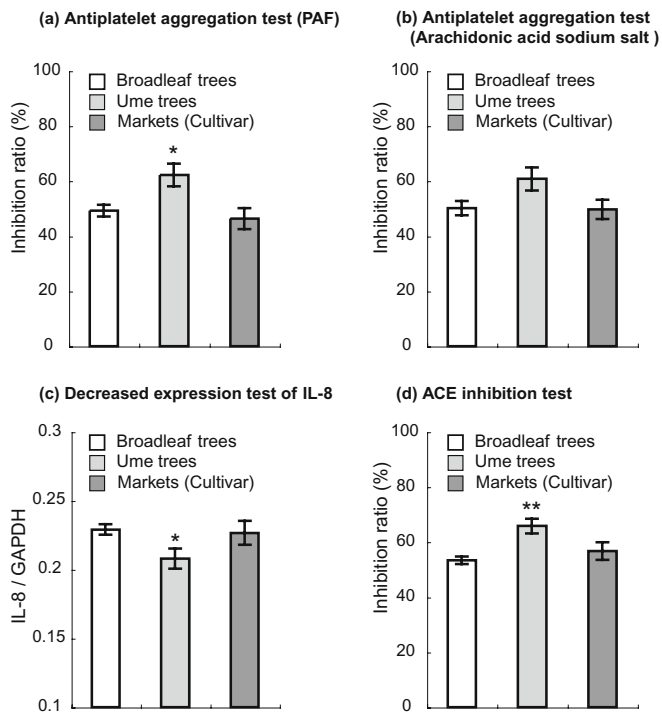 (a) Antiplatelet aggregation test (PAF)
100
80
60
40
20
0
Inhibition ratio (%)
Broadleaf trees
Ume trees
Markets (Cultivar)
*
(b) Antiplatelet aggregation test
(Arachidonic acid sodium salt )
100
80
60
40
20
0
Inhibition ratio (%)
Broadleaf trees
Ume trees
Markets (Cultivar)
(c) Decreased expression test of IL-8
0.3
0.25
0.2
0.15
0.1
IL-8 / GAPDH
Broadleaf trees
Ume trees
Markets (Cultivar)
*
(d) ACE inhibition test
100
80
60
40
20
0
Inhibition ratio (%)
Broadleaf trees
Ume trees
Markets (Cultivar)
**